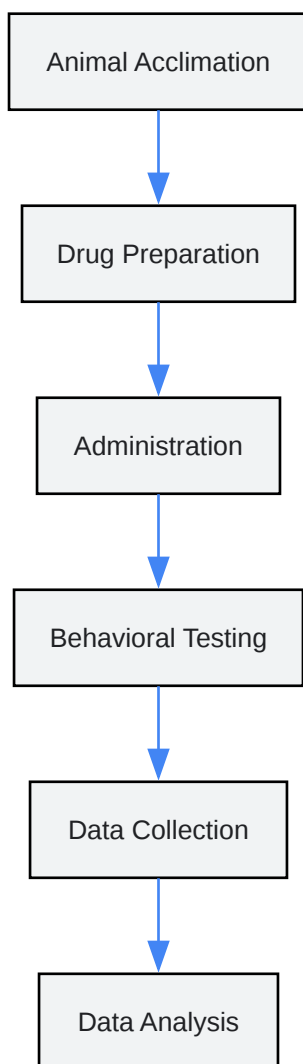 Animal Acclimation
Drug Preparation
Administration
Behavioral Testing
Data Collection
Data Analysis